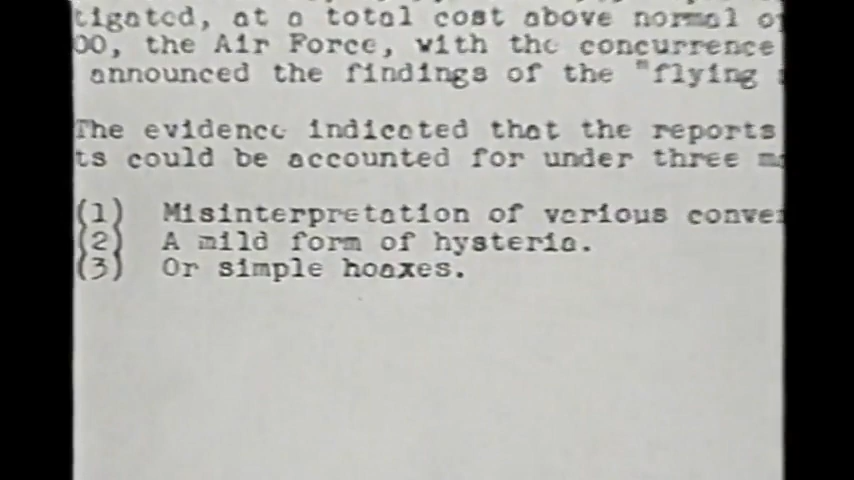 tigated, at a total cost above normal o
00, the Air Force, with the concurrence
announced the findings of the "flying
The evidence indicated that the reports
ts could be accounted for under three m
(1) Misinterpretation of various conve
(2) A mild form of hysteria.
(3) Or simple hoaxes.